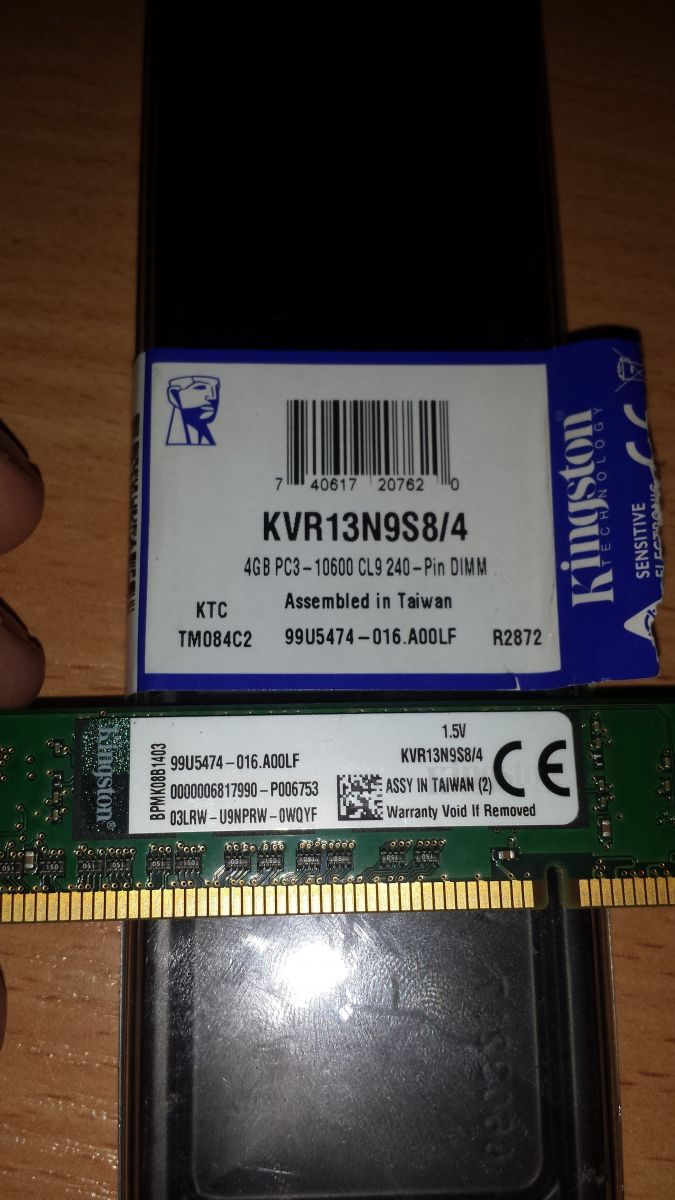 7 40617 20762 0
KVR13N9S8/4
4GB PC3-10600 CL9 240-Pin DIMM
Assembled in Taiwan
KTC
TM084C2 99U5474-016.A00LF R2872
Kingston®
TECHNOLOGY
SENSITIVE
Kingston
BPMK08B1403
99U5474-016.A00LF
0000006817990-P006753
03LRW-U9NPRW-0WQYF
1.5V
KVR13N9S8/4
ASSY IN TAIWAN (2)
Warranty Void If Removed
CE